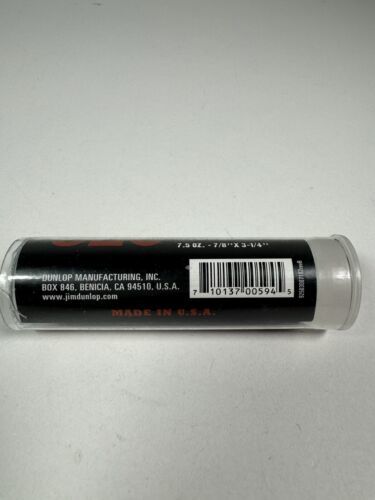 7.5 OZ. - 7/8" X 3-1/4"
DUNLOP MANUFACTURING, INC.
BOX 846, BENICIA, CA 94510, U.S.A.
www.jimdunlop.com
7 10137 00594 5
MADE IN U.S.A.